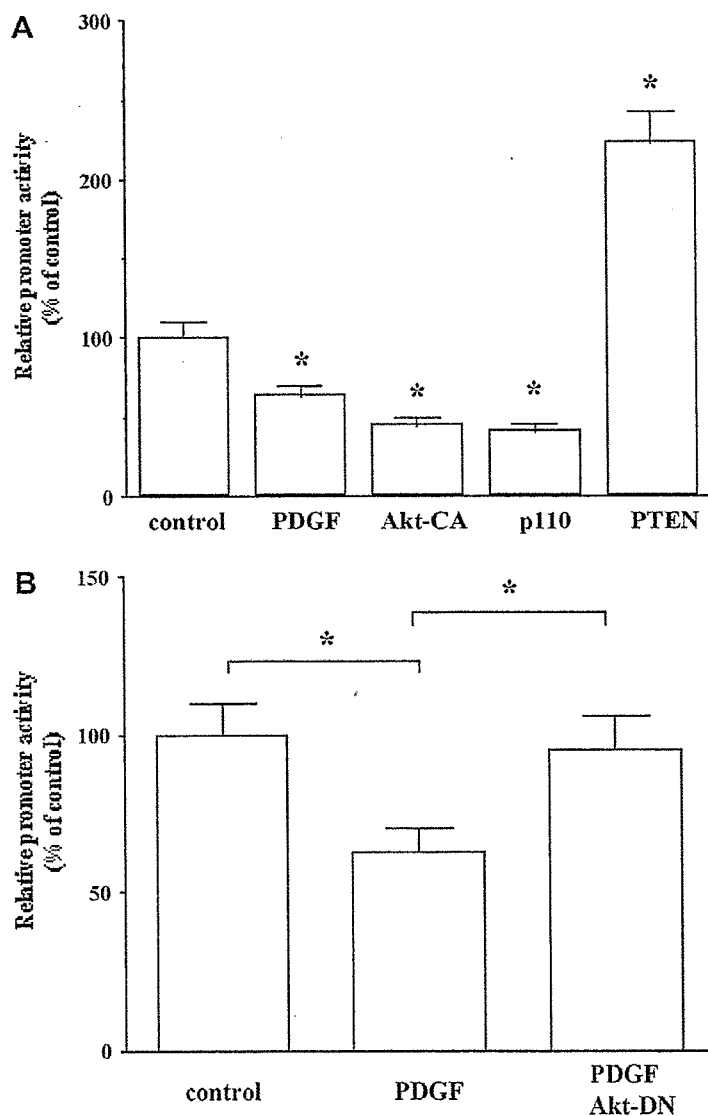 A
Relative promoter activity
(% of control)
300
200
100
0
*
*
*
*
control PDGF Akt-CA p110 PTEN
B
Relative promoter activity
(% of control)
150
100
50
0
*
*
control PDGF PDGF
Akt-DN